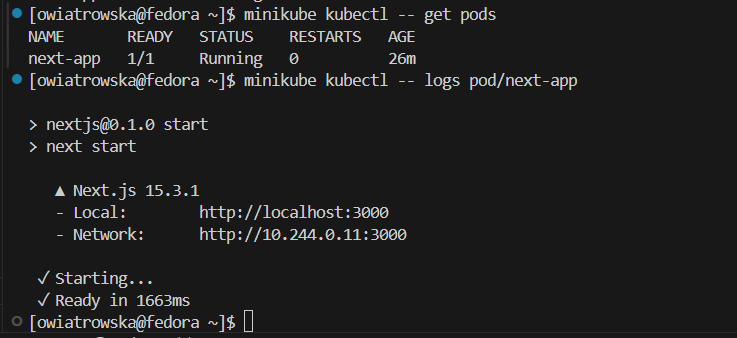 [owiatrowska@fedora ~]$ minikube kubectl -- get pods
NAME       READY   STATUS    RESTARTS   AGE
next-app   1/1     Running   0          26m
[owiatrowska@fedora ~]$ minikube kubectl -- logs pod/next-app
> nextjs@0.1.0 start
> next start
▲ Next.js 15.3.1
- Local:        http://localhost:3000
- Network:      http://10.244.0.11:3000
✓ Starting...
✓ Ready in 1663ms
[owiatrowska@fedora ~]$